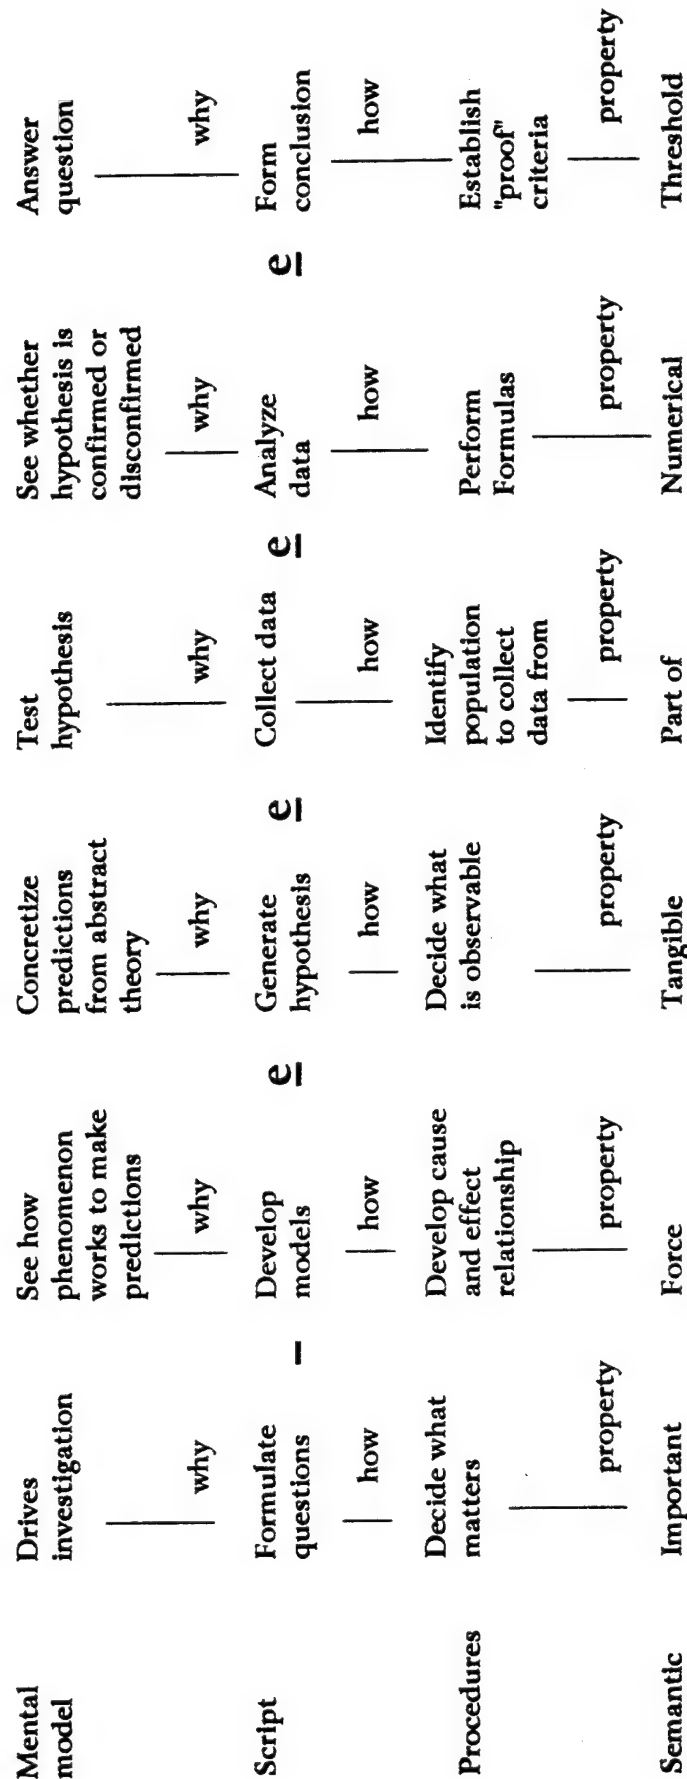 Mental
model
Drives
investigation
See how
phenomenon
works to make
predictions
Concretize
predictions
from abstract
theory
Test
hypothesis
See whether
hypothesis is
confirmed or
disconfirmed
Answer
question
why
why
why
why
why
why
Script
Formulate
questions
Develop
models
e
Generate
hypothesis
e
Collect data
e
Analyze
data
e
Form
conclusion
how
how
how
how
how
how
Procedures
Decide what
matters
Develop cause
and effect
relationship
Decide what
is observable
Identify
population
to collect
data from
Perform
Formulas
Establish
"proof"
criteria
property
property
property
property
property
property
Semantic
Important
Force
Tangible
Part of
Numerical
Threshold